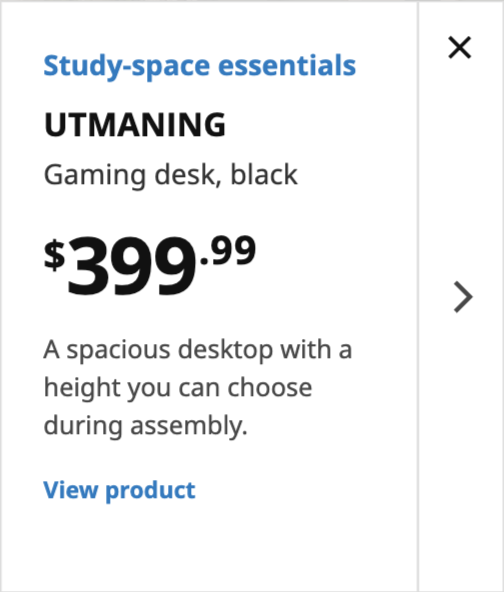 Study-space essentials
UTMANING
Gaming desk, black
$399.99
A spacious desktop with a
height you can choose
during assembly.
View product